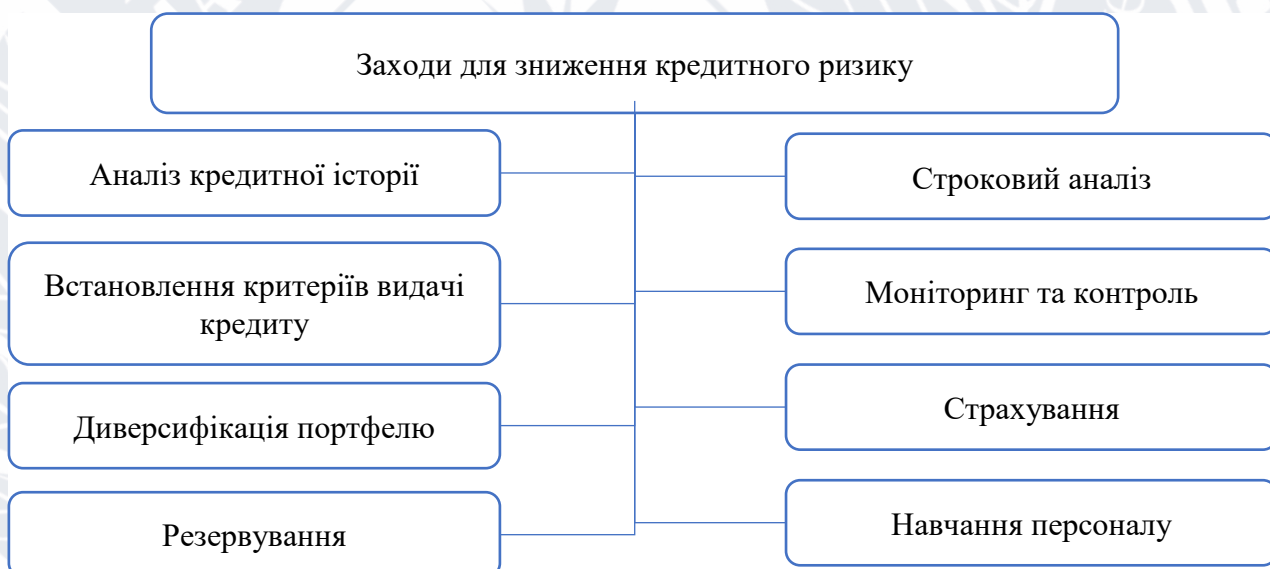 Заходи для зниження кредитного ризику
Аналіз кредитної історії
Встановлення критеріїв видачі
кредиту
Диверсифікація портфелю
Резервування
Строковий аналіз
Моніторинг та контроль
Страхування
Навчання персоналу